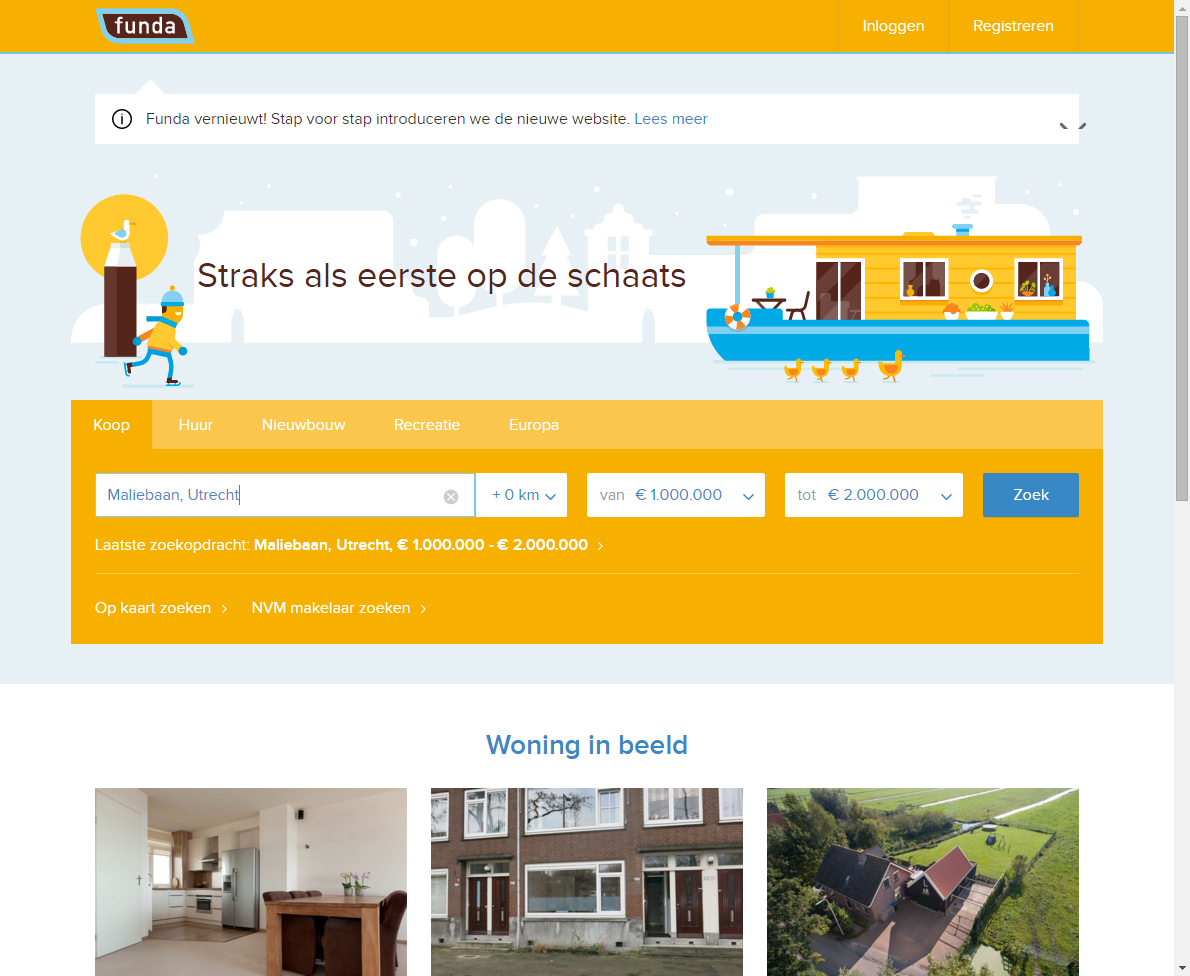 funda
Inloggen Registreren
Funda vernieuwt! Stap voor stap introduceren we de nieuwe website. Lees meer
Straks als eerste op de schaats
Koop Huur Nieuwbouw Recreatie Europa
Maliebaan, Utrecht + 0 km van € 1.000.000 tot € 2.000.000 Zoek
Laatste zoekopdracht: Maliebaan, Utrecht, € 1.000.000 - € 2.000.000
Op kaart zoeken NVM makelaar zoeken
Woning in beeld